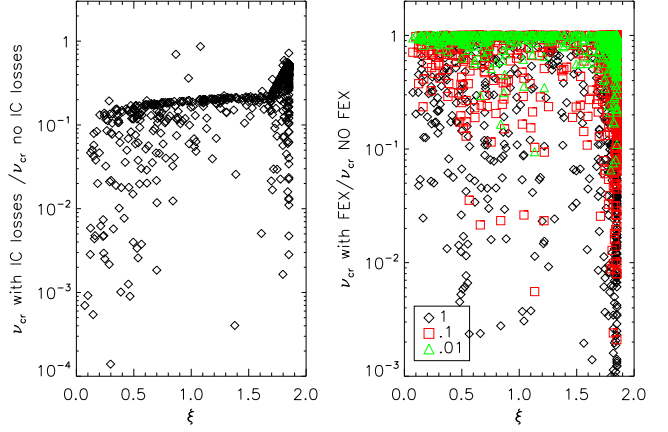 ν_cr with IC losses /ν_cr no IC losses
1
10⁻¹
10⁻²
10⁻³
10⁻⁴
0.0 0.5 1.0 1.5 2.0
ξ
ν_cr with FEX/ν_cr NO FEX
1
10⁻¹
10⁻²
10⁻³
1
.1
.01
0.0 0.5 1.0 1.5 2.0
ξ